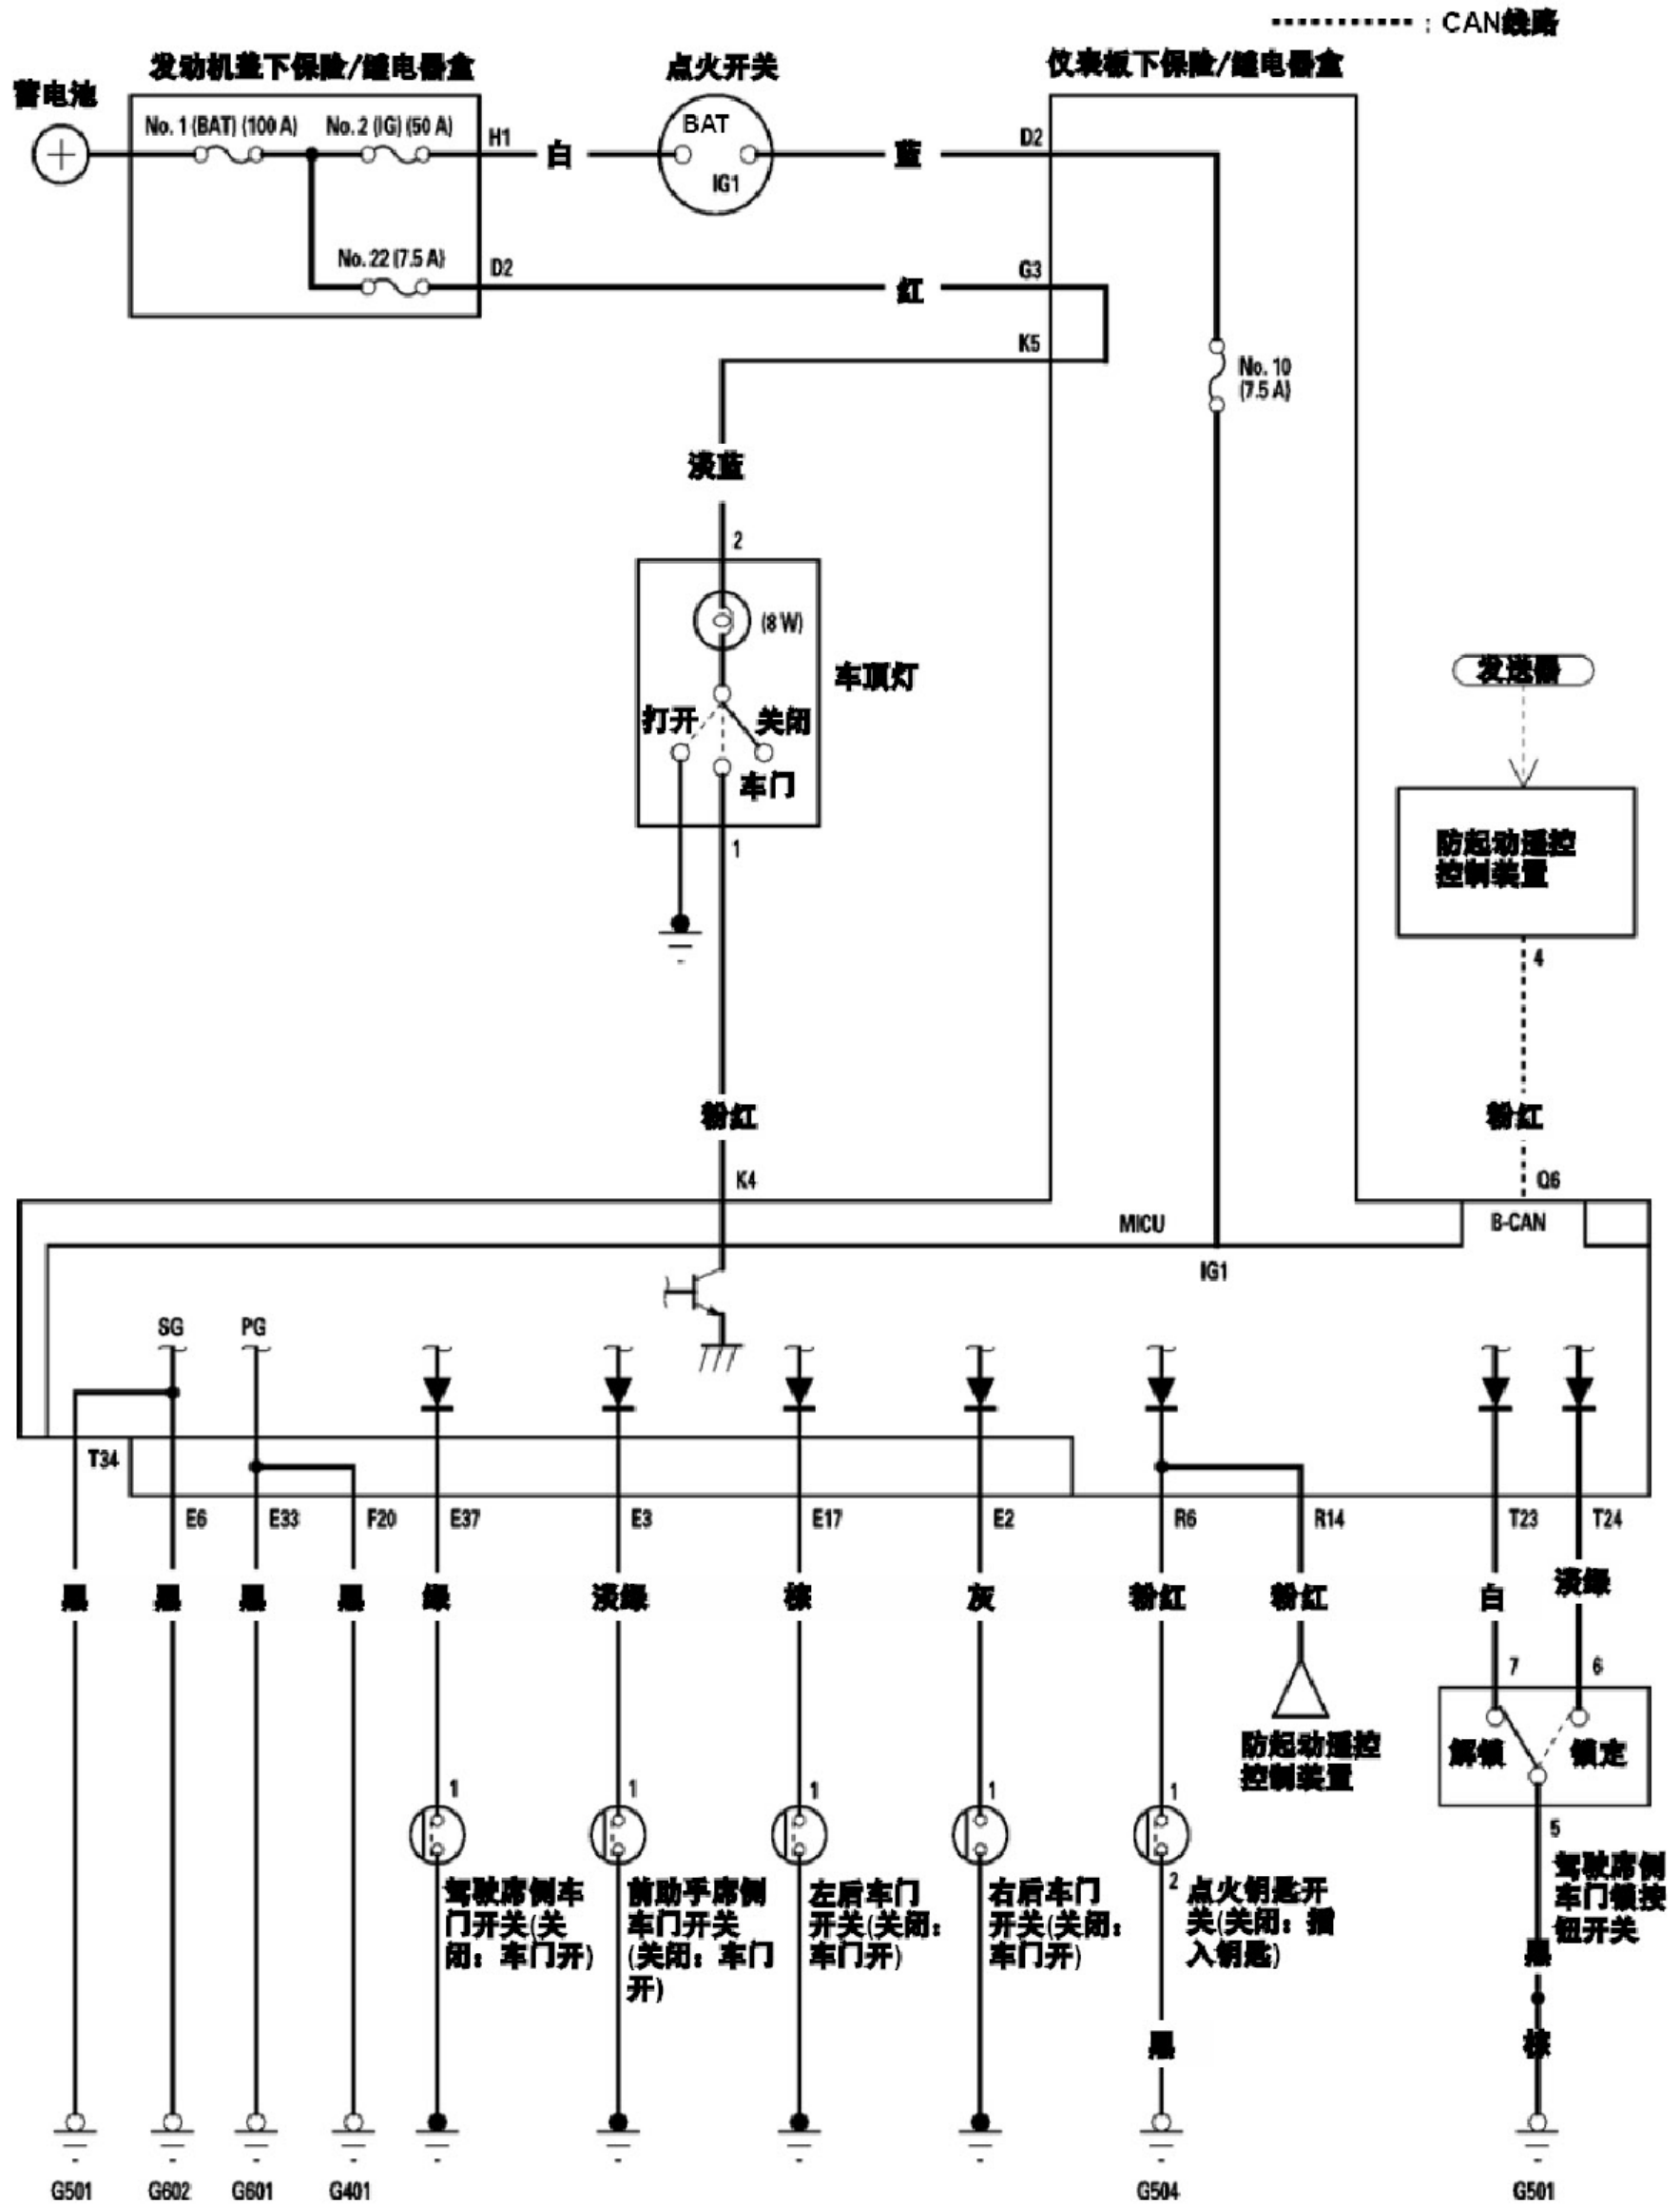 : CAN线路
发动机盖下保险/继电器盒
点火开关
仪表板下保险/继电器盒
蓄电池
No. 1 (BAT) (100 A)
No. 2 (IG) (50 A)
H1
白
BAT
IG1
蓝
D2
No. 22 (7.5 A)
D2
红
G3
K5
No. 10
(7.5 A)
淡蓝
2
(8 W)
车顶灯
打开
关闭
车门
1
发送器
防起动遥控
控制装置
4
粉红
粉红
K4
Q6
MICU
B-CAN
IG1
SG
PG
T34
E6
E33
F20
E37
E3
E17
E2
R6
R14
T23
T24
黑
黑
黑
黑
绿
淡绿
棕
灰
粉红
粉红
白
淡绿
7
6
防起动遥控
控制装置
解锁
锁定
1
1
1
1
1
5
驾驶席侧车
门开关(关
闭：车门开)
前助手席侧
车门开关
(关闭：车门
开)
左后车门
开关(关闭：
车门开)
右后车门
开关(关闭：
车门开)
2
点火钥匙开
关(关闭：插
入钥匙)
驾驶席侧
车门锁按
钮开关
黑
黑
棕
G501
G602
G601
G401
G504
G501